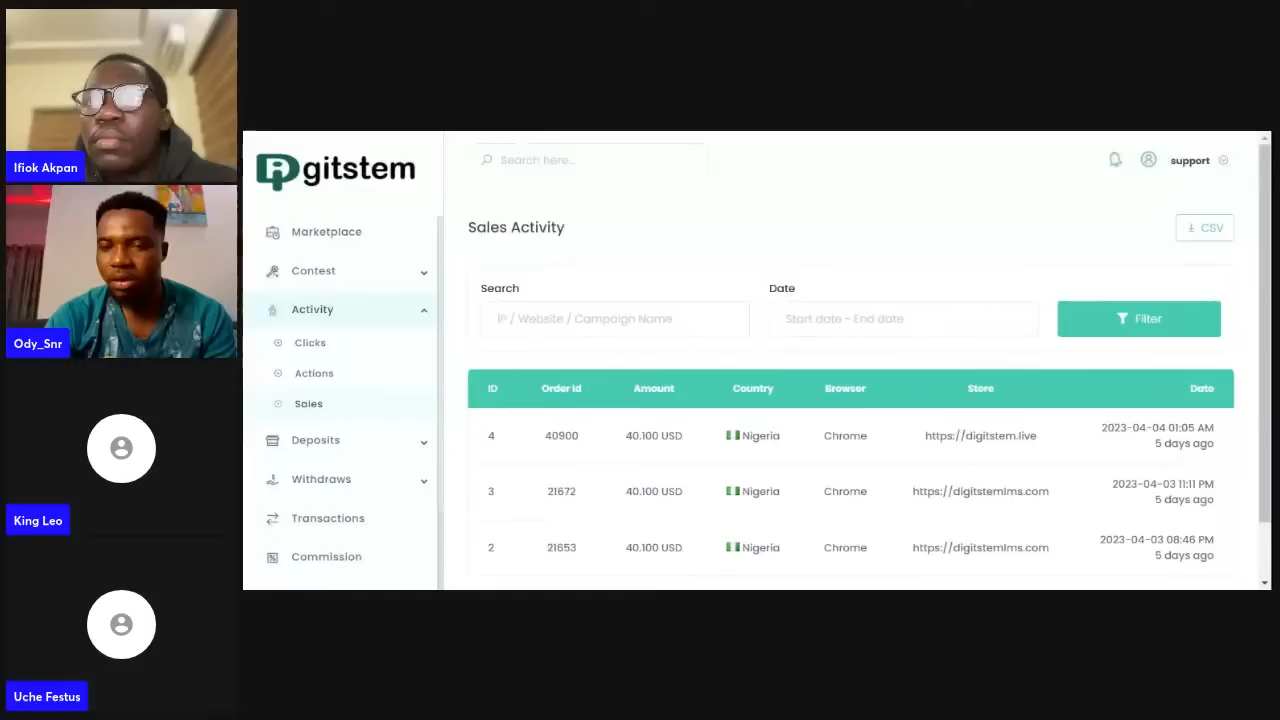 Ifiok Akpan
Ody_Snr
King Leo
Uche Festus
Digitstem
Search here...
support
Marketplace
Contest
Activity
Clicks
Actions
Sales
Deposits
Withdraws
Transactions
Commission
Sales Activity
CSV
Search
Date
IP / Website / Campaign Name
Start date - End date
Filter
ID Order Id Amount Country Browser Store Date
4 40900 40.100 USD Nigeria Chrome https://digitstem.live 2023-04-04 01:05 AM
5 days ago
3 21672 40.100 USD Nigeria Chrome https://digitstemlms.com 2023-04-03 11:11 PM
5 days ago
2 21653 40.100 USD Nigeria Chrome https://digitstemlms.com 2023-04-03 08:46 PM
5 days ago